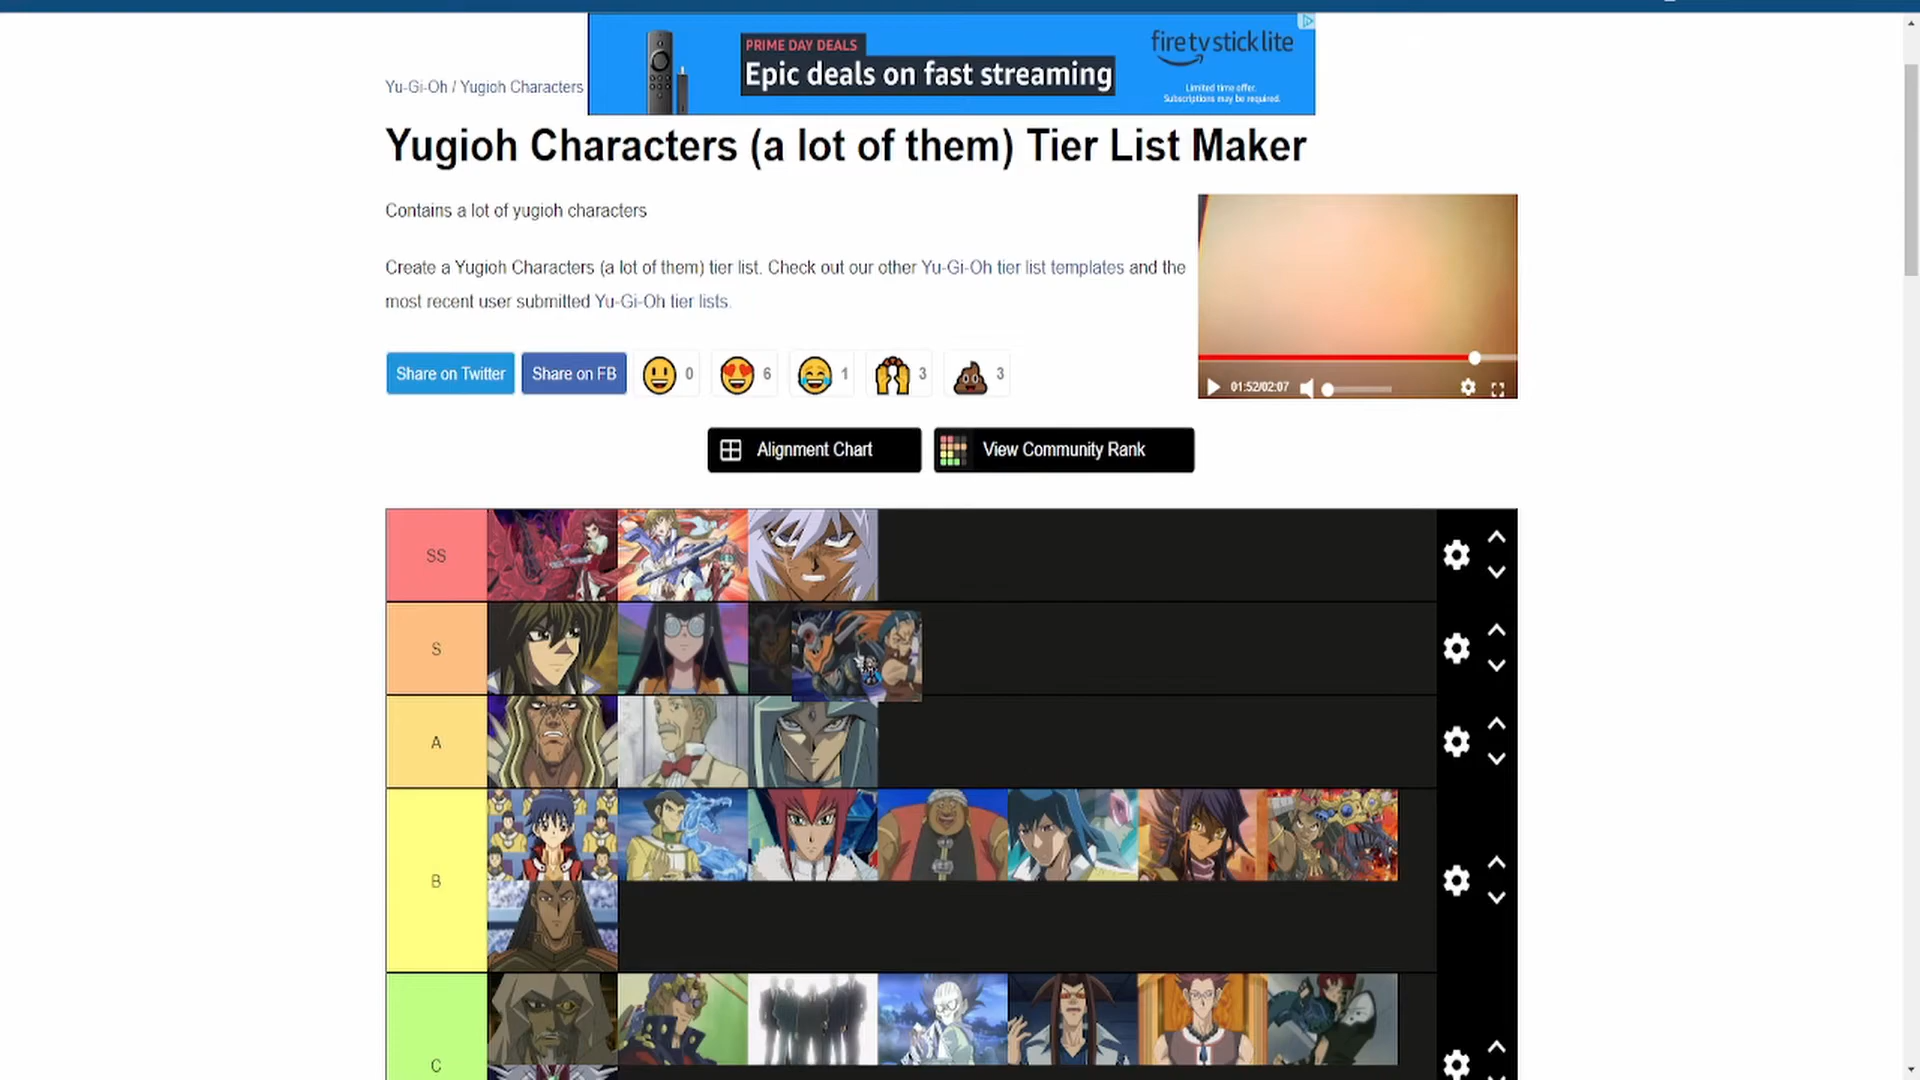 PRIME DAY DEALS
Epic deals on fast streaming
fire tv stick lite
Limited time offer.
Subscriptions may be required.
Yu-Gi-Oh / Yugioh Characters
Yugioh Characters (a lot of them) Tier List Maker
Contains a lot of yugioh characters
Create a Yugioh Characters (a lot of them) tier list. Check out our other Yu-Gi-Oh tier list templates and the
most recent user submitted Yu-Gi-Oh tier lists.
01:52/02:07
Share on Twitter Share on FB 0 6 1 3 3
Alignment Chart View Community Rank
SS
S
A
B
C